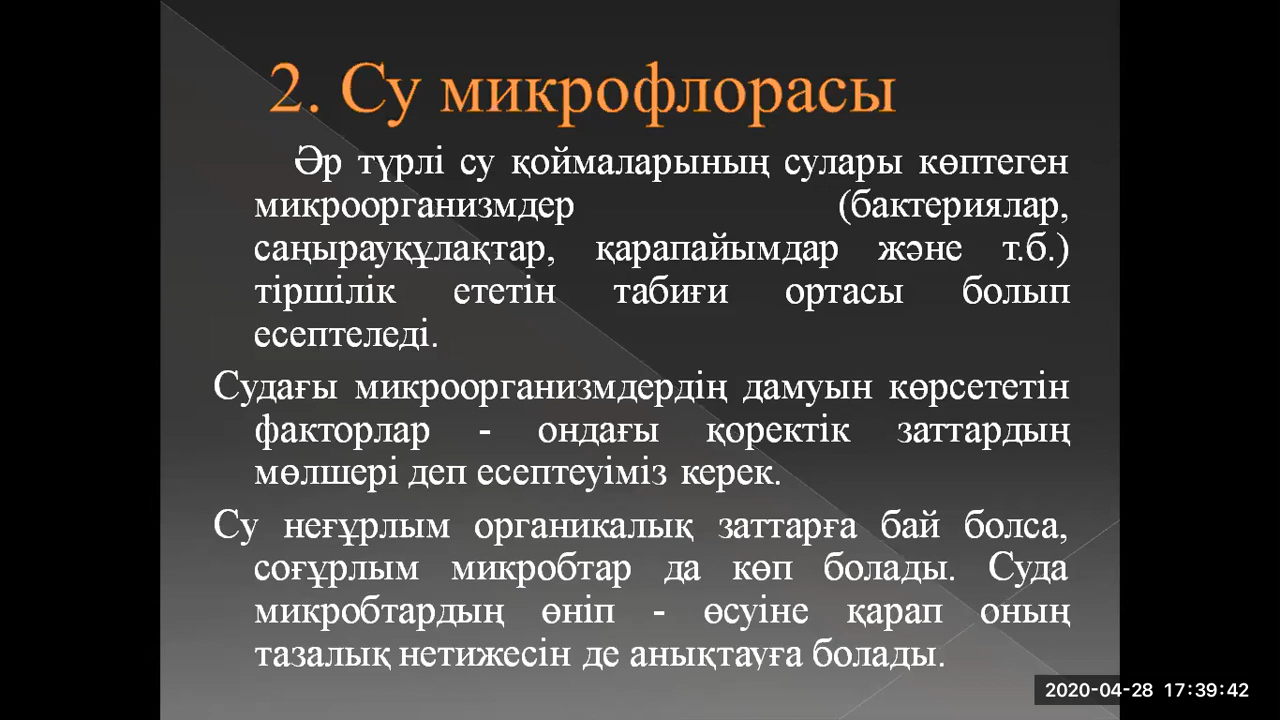 2. Су микрофлорасы
Әр түрлі су қоймаларының сулары көптеген
микроорганизмдер (бактериялар,
саңырауқұлақтар, қарапайымдар және т.б.)
тіршілік ететін табиғи ортасы болып
есептеледі.
Судағы микроорганизмдердің дамуын көрсететін
факторлар - ондағы қоректік заттардың
мөлшері деп есептеуіміз керек.
Су неғұрлым органикалық заттарға бай болса,
соғұрлым микробтар да көп болады. Суда
микробтардың өніп - өсуіне қарап оның
тазалық нетижесін де анықтауға болады.
2020-04-28 17:39:42